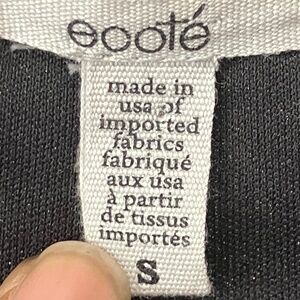 ecoté
made in
usa of
imported
fabrics
fabriqué
aux usa
à partir
de tissus
importés
S